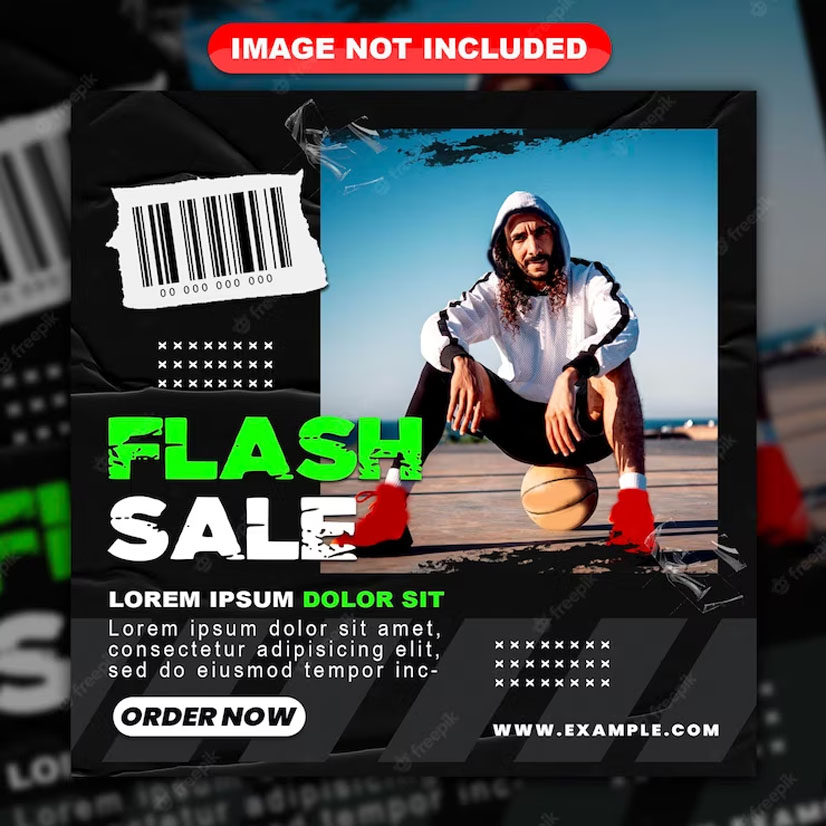 IMAGE NOT INCLUDED
00 000 000 000
FLASH
SALE
LOREM IPSUM DOLOR SIT
Lorem ipsum dolor sit amet,
consectetur adipisicing elit,
sed do eiusmod tempor inc-
ORDER NOW
WWW.EXAMPLE.COM
freepik